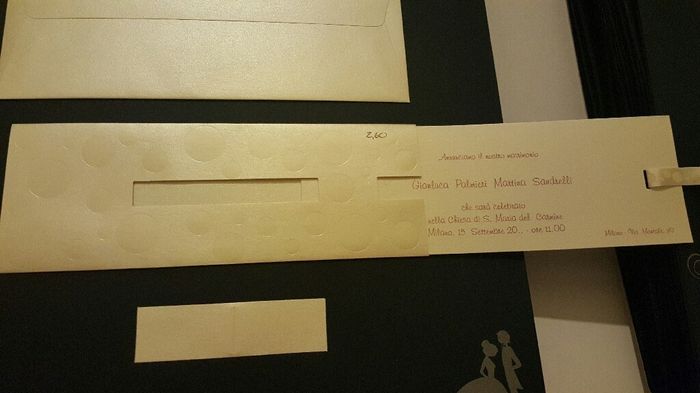 2,60
Annunciano il nostro matrimonio
Gianluca Palmieri Martina Sandrelli
che sarà celebrato
nella Chiesa di S. Maria del Carmine
Milano, 15 Settembre 20.. - ore 11.00
Milano - Via